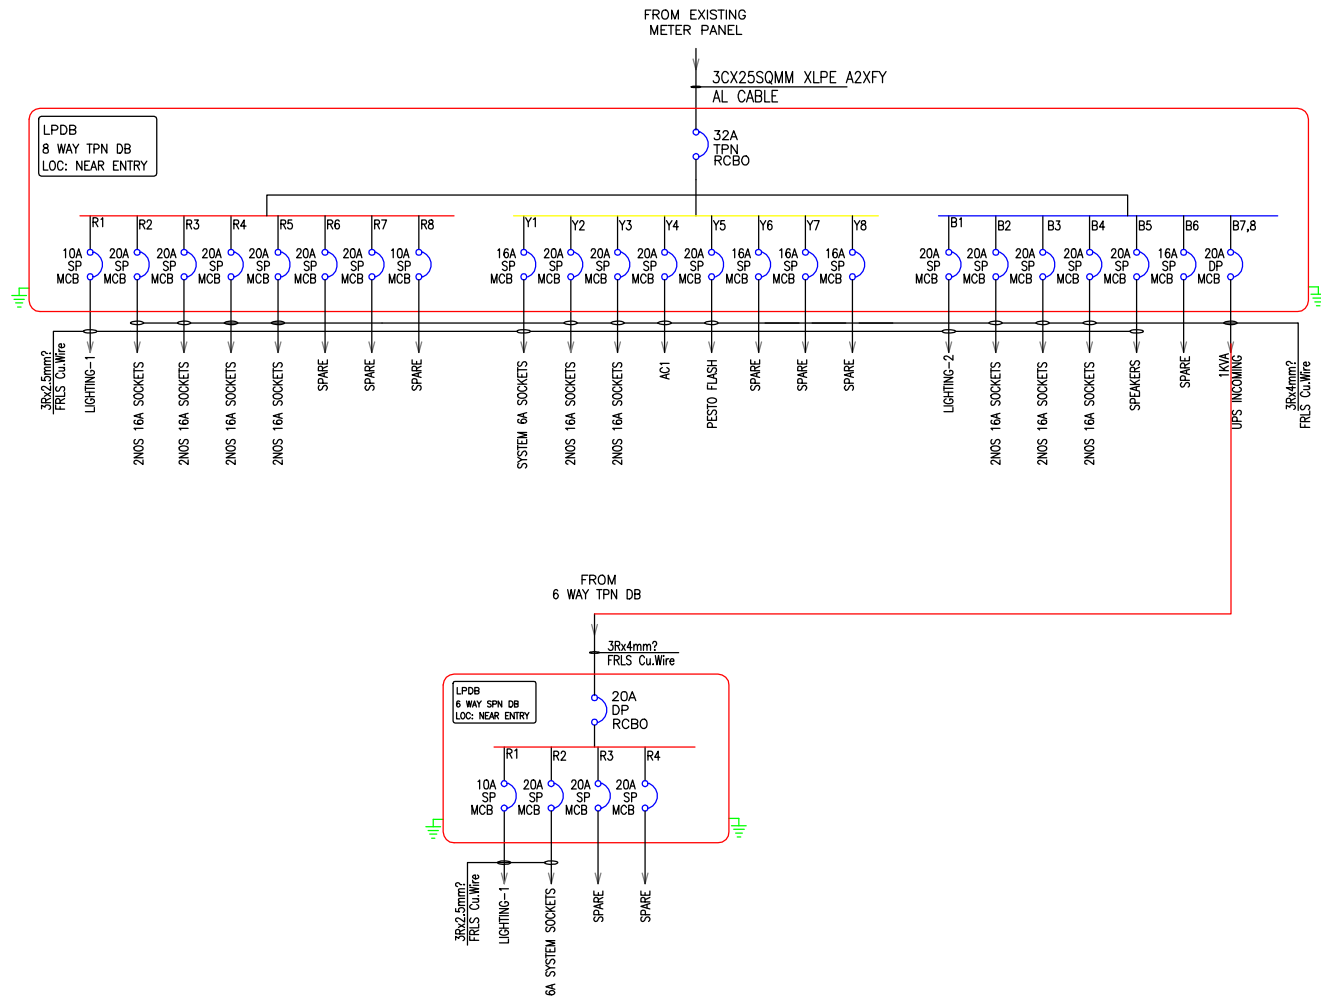 FROM EXISTING
METER PANEL
3CX25SQMM XLPE A2XFY
AL CABLE
LPDB
8 WAY TPN DB
LOC: NEAR ENTRY
32A
TPN
RCBO
R1
R2
R3
R4
R5
R6
R7
R8
Y1
Y2
Y3
Y4
Y5
Y6
Y7
Y8
B1
B2
B3
B4
B5
B6
B7,8
10A
SP
MCB
20A
SP
MCB
20A
SP
MCB
20A
SP
MCB
20A
SP
MCB
20A
SP
MCB
20A
SP
MCB
10A
SP
MCB
16A
SP
MCB
20A
SP
MCB
20A
SP
MCB
20A
SP
MCB
20A
SP
MCB
16A
SP
MCB
16A
SP
MCB
16A
SP
MCB
20A
SP
MCB
20A
SP
MCB
20A
SP
MCB
20A
SP
MCB
20A
SP
MCB
16A
SP
MCB
20A
DP
MCB
3Rx2.5mm?
FRLS Cu.Wire
LIGHTING-1
2NOS 16A SOCKETS
2NOS 16A SOCKETS
2NOS 16A SOCKETS
2NOS 16A SOCKETS
SPARE
SPARE
SPARE
SYSTEM 6A SOCKETS
2NOS 16A SOCKETS
2NOS 16A SOCKETS
AC1
PESTO FLASH
SPARE
SPARE
SPARE
LIGHTING-2
2NOS 16A SOCKETS
2NOS 16A SOCKETS
2NOS 16A SOCKETS
SPEAKERS
SPARE
1KVA
UPS INCOMING
3Rx4mm?
FRLS Cu.Wire
FROM
6 WAY TPN DB
3Rx4mm?
FRLS Cu.Wire
LPDB
6 WAY SPN DB
LOC: NEAR ENTRY
20A
DP
RCBO
R1
R2
R3
R4
10A
SP
MCB
20A
SP
MCB
20A
SP
MCB
20A
SP
MCB
3Rx2.5mm?
FRLS Cu.Wire
LIGHTING-1
6A SYSTEM SOCKETS
SPARE
SPARE